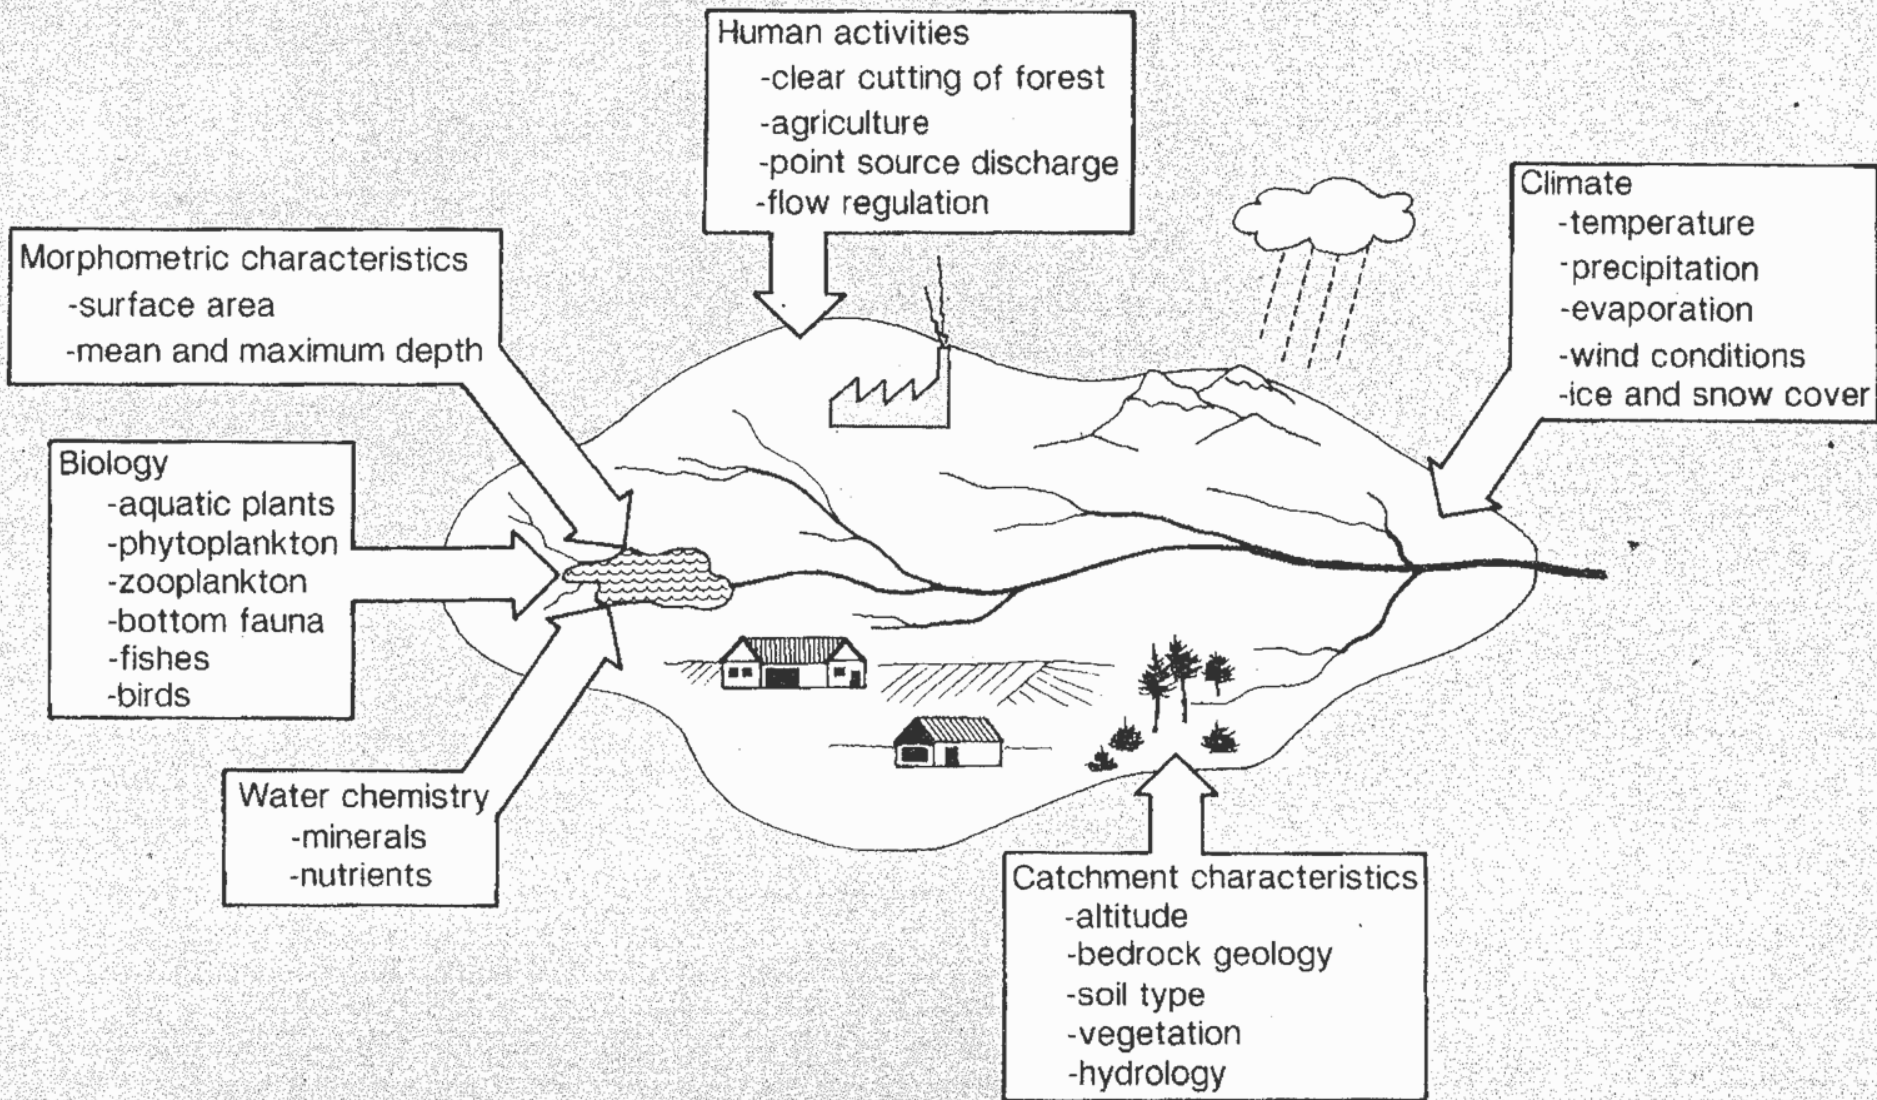 Human activities
-clear cutting of forest
-agriculture
-point source discharge
-flow regulation
Climate
-temperature
-precipitation
-evaporation
-wind conditions
-ice and snow cover
Morphometric characteristics
-surface area
-mean and maximum depth
Biology
-aquatic plants
-phytoplankton
-zooplankton
-bottom fauna
-fishes
-birds
Water chemistry
-minerals
-nutrients
Catchment characteristics
-altitude
-bedrock geology
-soil type
-vegetation
-hydrology